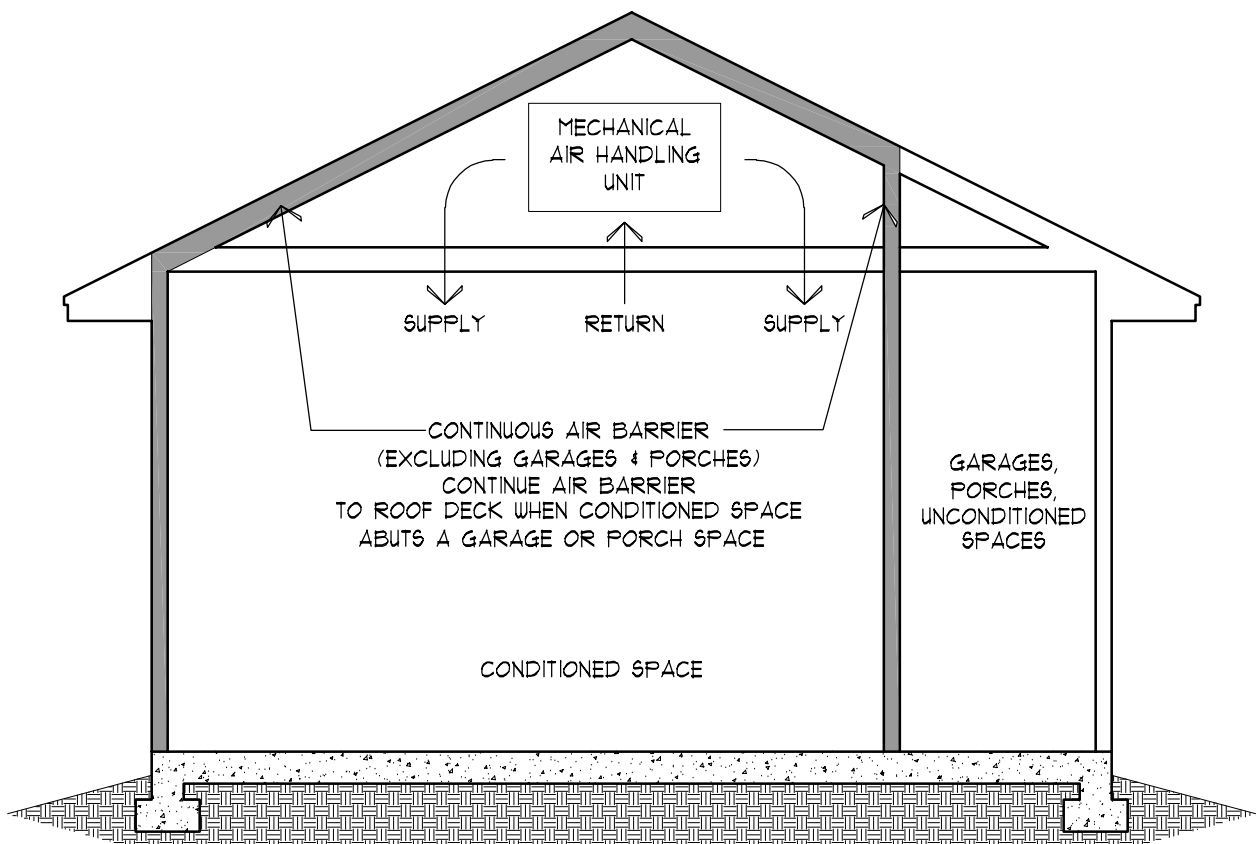 MECHANICAL
AIR HANDLING
UNIT
SUPPLY
RETURN
SUPPLY
CONTINUOUS AIR BARRIER
(EXCLUDING GARAGES & PORCHES)
CONTINUE AIR BARRIER
TO ROOF DECK WHEN CONDITIONED SPACE
ABUTS A GARAGE OR PORCH SPACE
GARAGES,
PORCHES,
UNCONDITIONED
SPACES
CONDITIONED SPACE